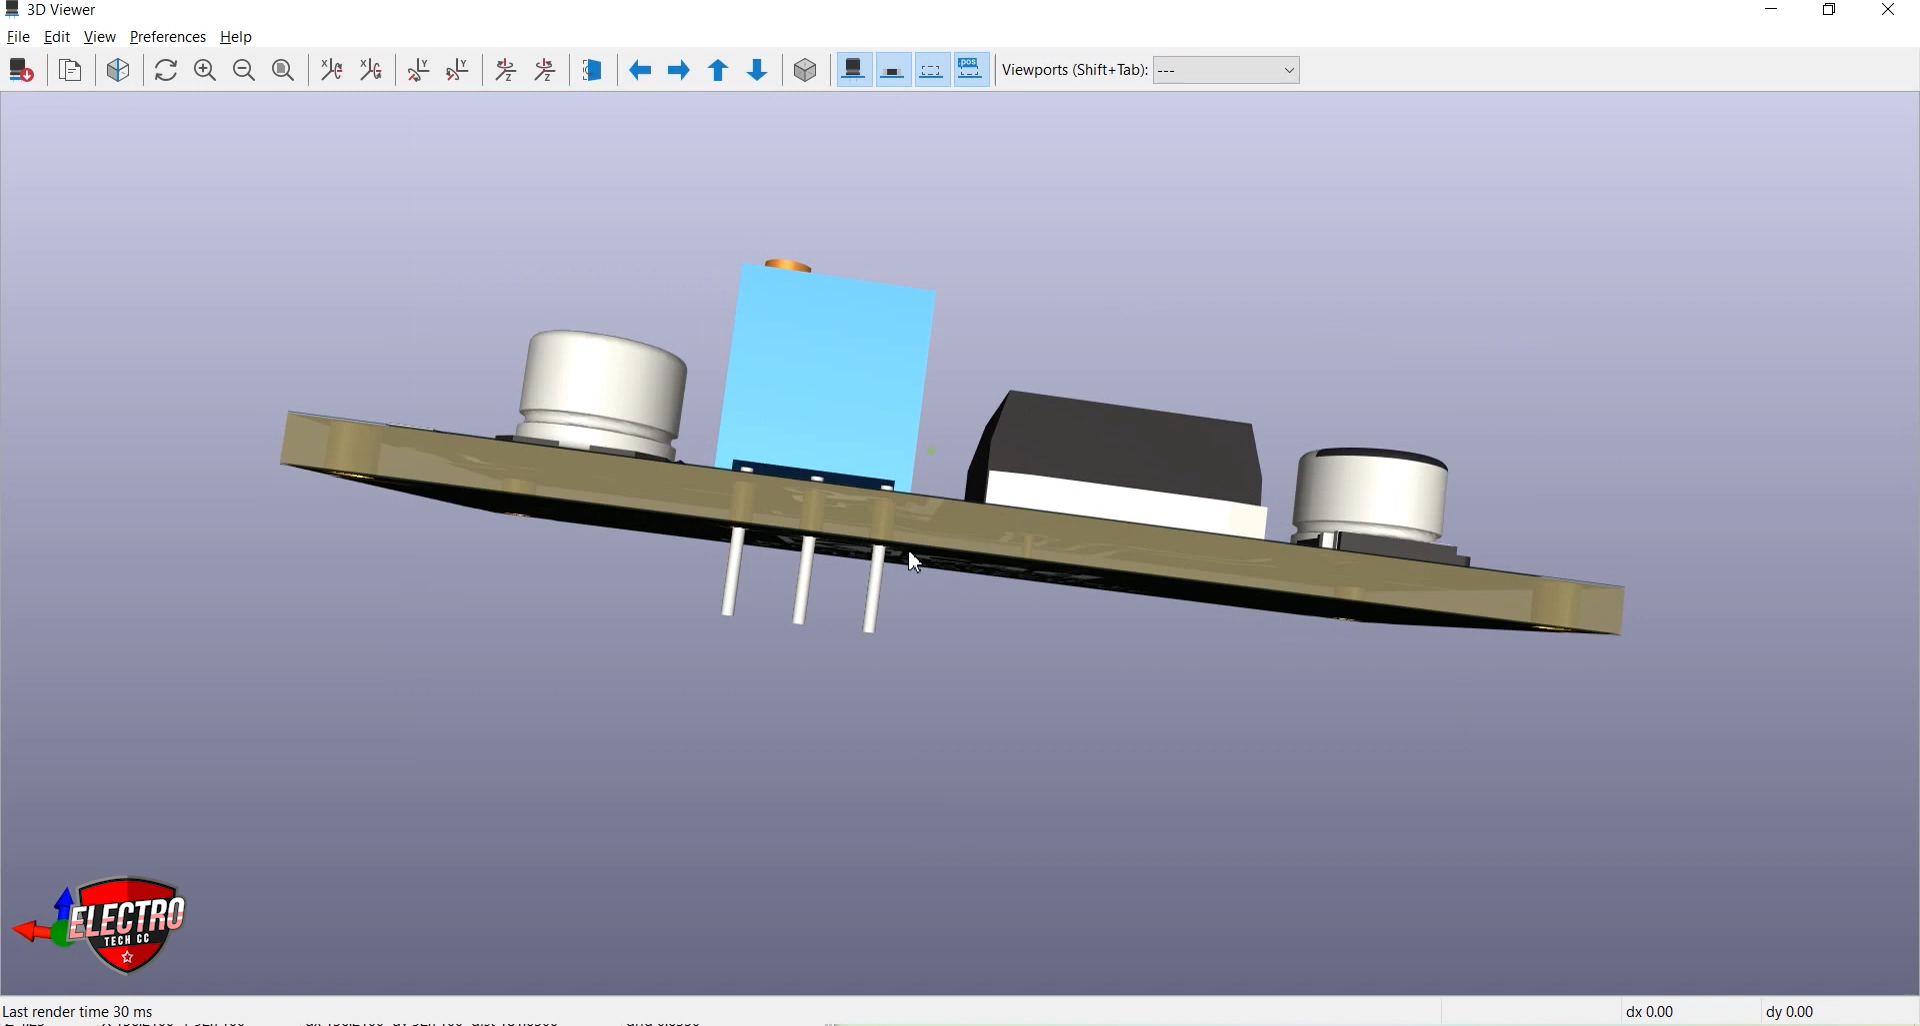 3D Viewer
File Edit View Preferences Help
Viewports (Shift+Tab): ---
ELECTRO
TECH CC
Last render time 30 ms
dx 0.00
dy 0.00